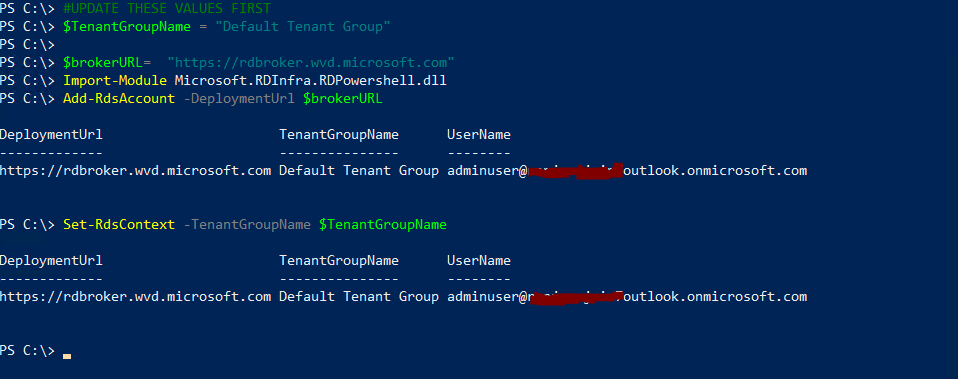 PS C:\> #UPDATE THESE VALUES FIRST
PS C:\> $TenantGroupName = "Default Tenant Group"
PS C:\>
PS C:\> $brokerURL=  "https://rdbroker.wvd.microsoft.com"
PS C:\> Import-Module Microsoft.RDInfra.RDPowershell.dll
PS C:\> Add-RdsAccount -DeploymentUrl $brokerURL
DeploymentUrl                      TenantGroupName      UserName
-------------                      ---------------      --------
https://rdbroker.wvd.microsoft.com Default Tenant Group adminuser@ outlook.onmicrosoft.com
PS C:\> Set-RdsContext -TenantGroupName $TenantGroupName
DeploymentUrl                      TenantGroupName      UserName
-------------                      ---------------      --------
https://rdbroker.wvd.microsoft.com Default Tenant Group adminuser@ outlook.onmicrosoft.com
PS C:\>